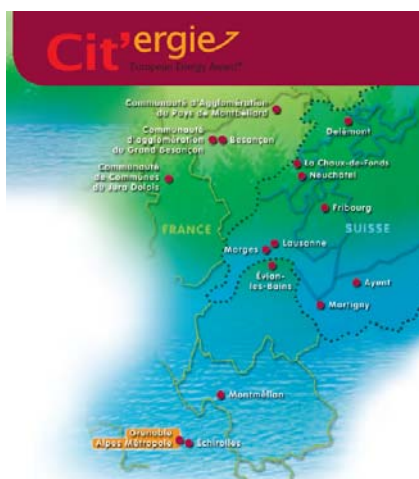 Cit'ergie
European Energy Award®
Communauté d'Agglomération
du Pays de Montbéliard
Delémont
Communauté
d'agglomération
du Grand Besançon
Besançon
La Chaux-de-Fonds
Neuchâtel
Communauté
de Communes
du Jura Dolois
Fribourg
FRANCE
SUISSE
Lausanne
Morges
Évian-
les-Bains
Ayent
Martigny
Montmélian
Grenoble
Alpes Métropole
Échirolles